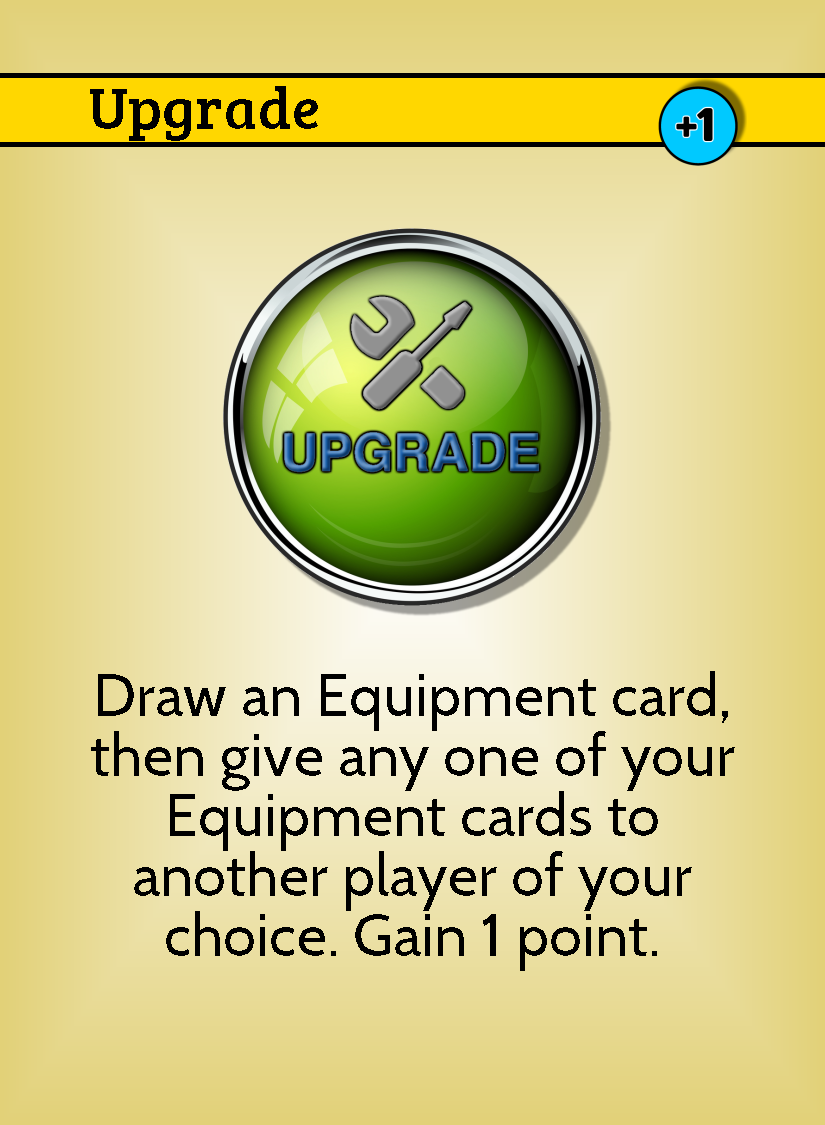 Upgrade
+1
UPGRADE
Draw an Equipment card,
then give any one of your
Equipment cards to
another player of your
choice. Gain 1 point.